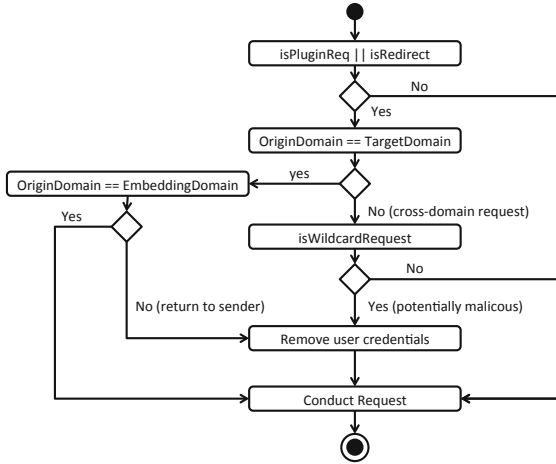 isPluginReq || isRedirect
No
Yes
OriginDomain == TargetDomain
yes
OriginDomain == EmbeddingDomain
Yes
No (cross-domain request)
isWildcardRequest
No
No (return to sender)
Yes (potentially malicous)
Remove user credentials
Conduct Request